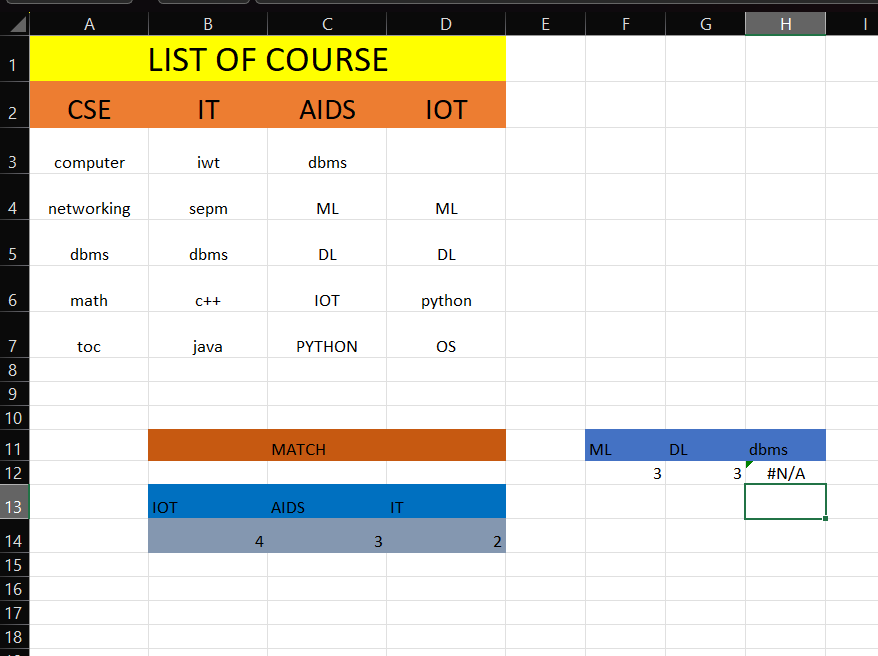 A B C D E F G H I
1 LIST OF COURSE
2 CSE IT AIDS IOT
3 computer iwt dbms
4 networking sepm ML ML
5 dbms dbms DL DL
6 math c++ IOT python
7 toc java PYTHON OS
8
9
10
11 MATCH ML DL dbms
12 3 3 #N/A
13 IOT AIDS IT
14 4 3 2
15
16
17
18